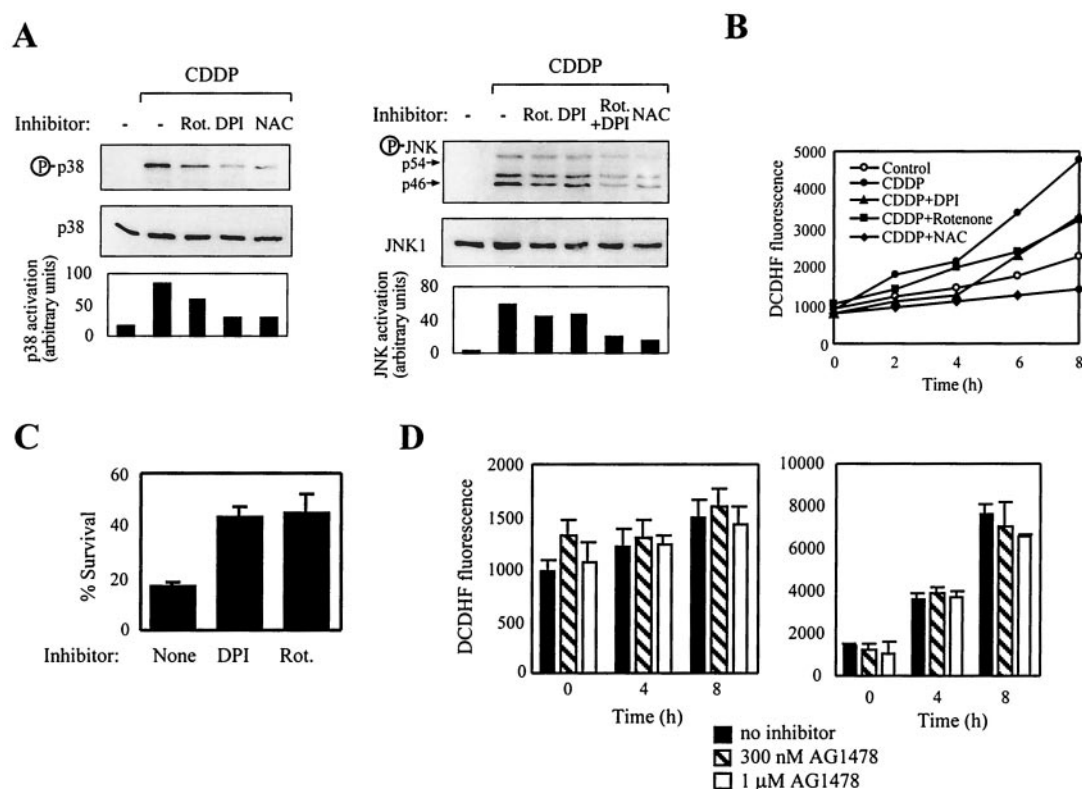 A
CDDP
Inhibitor: - - Rot. DPI NAC
P-p38
p38
p38 activation
(arbitrary units)
100
50
0
CDDP
Inhibitor: - - Rot. DPI Rot. +DPI NAC
P-JNK
p54
p46
JNK1
JNK activation
(arbitrary units)
80
40
0
B
DCDHF fluorescence
5000
4000
3000
2000
1000
0
Control
CDDP
CDDP+DPI
CDDP+Rotenone
CDDP+NAC
0 2 4 6 8
Time (h)
C
% Survival
60
40
20
0
Inhibitor: None DPI Rot.
D
DCDHF fluorescence
2000
1500
1000
500
0
0 4 8
Time (h)
10000
8000
6000
4000
2000
0
0 4 8
Time (h)
no inhibitor
300 nM AG1478
1 µM AG1478